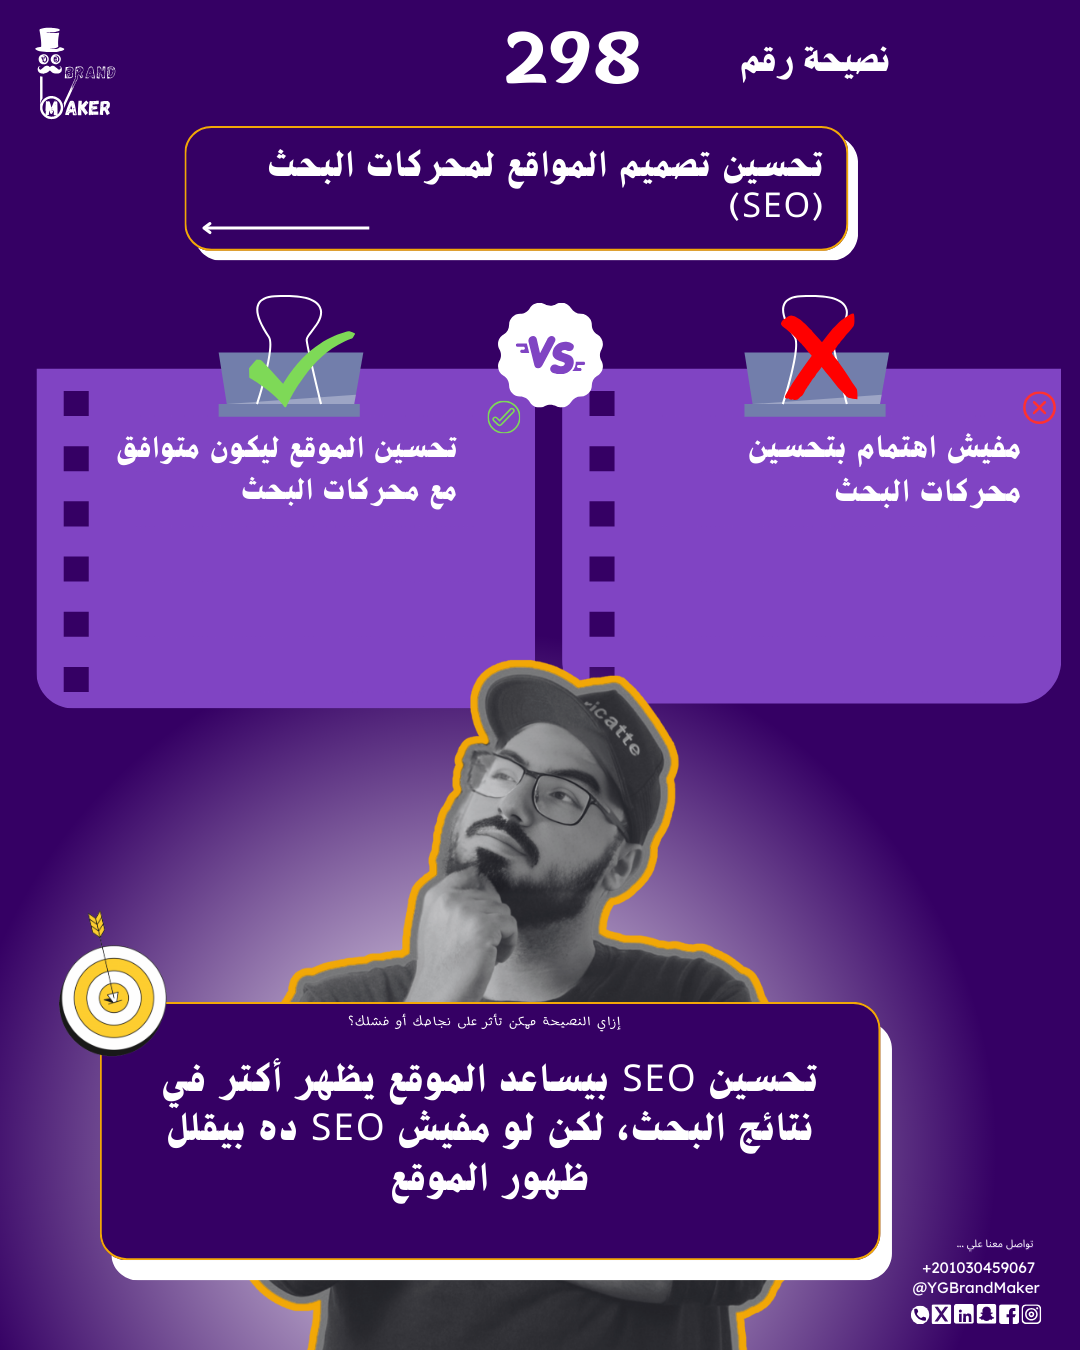 BRAND
MAKER
نصيحة رقم 298
تحسين تصميم المواقع لمحركات البحث
(SEO)
VS
مفيش اهتمام بتحسين
محركات البحث
تحسين الموقع ليكون متوافق
مع محركات البحث
icatte
إزاي النصيحة ممكن تأثر على نجاحك أو فشلك؟
تحسين SEO بيساعد الموقع يظهر أكتر في
نتائج البحث، لكن لو مفيش SEO ده بيقلل
ظهور الموقع
تواصل معنا علي ...
+201030459067
@YGBrandMaker